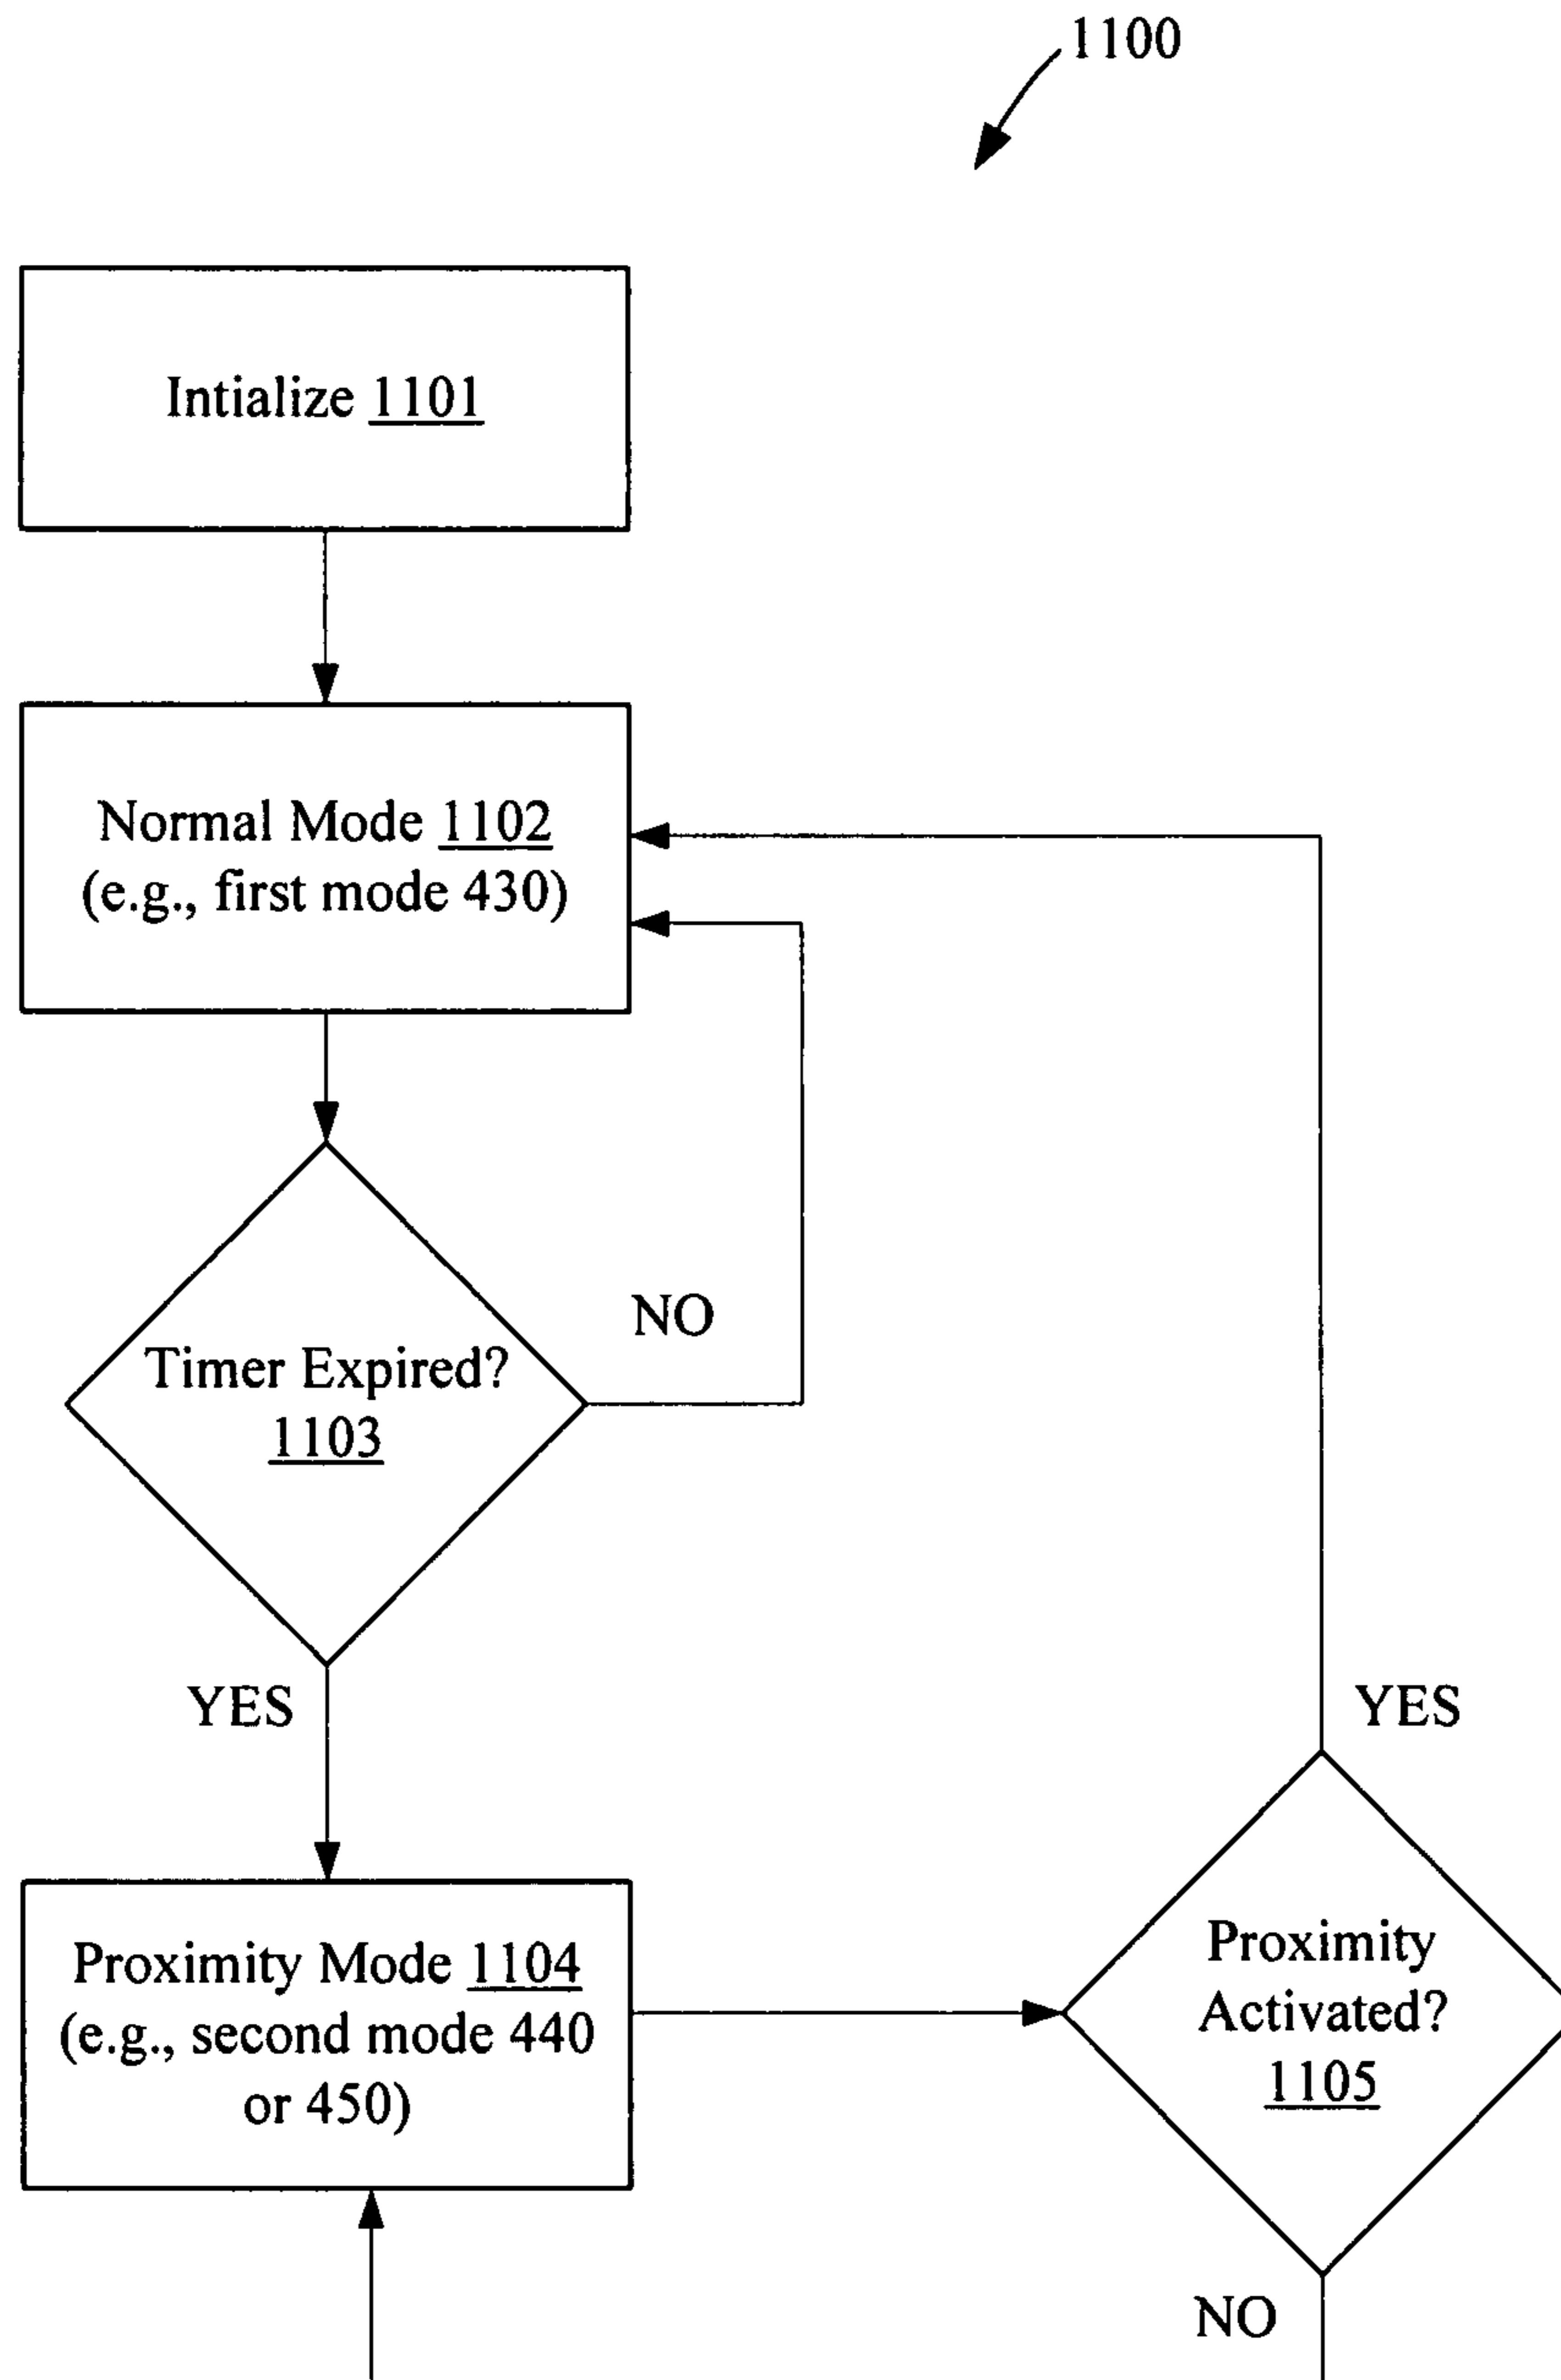 1100
Intialize 1101
Normal Mode 1102
(e.g., first mode 430)
NO
Timer Expired?
1103
YES
YES
Proximity Mode 1104
(e.g., second mode 440
or 450)
Proximity
Activated?
1105
NO